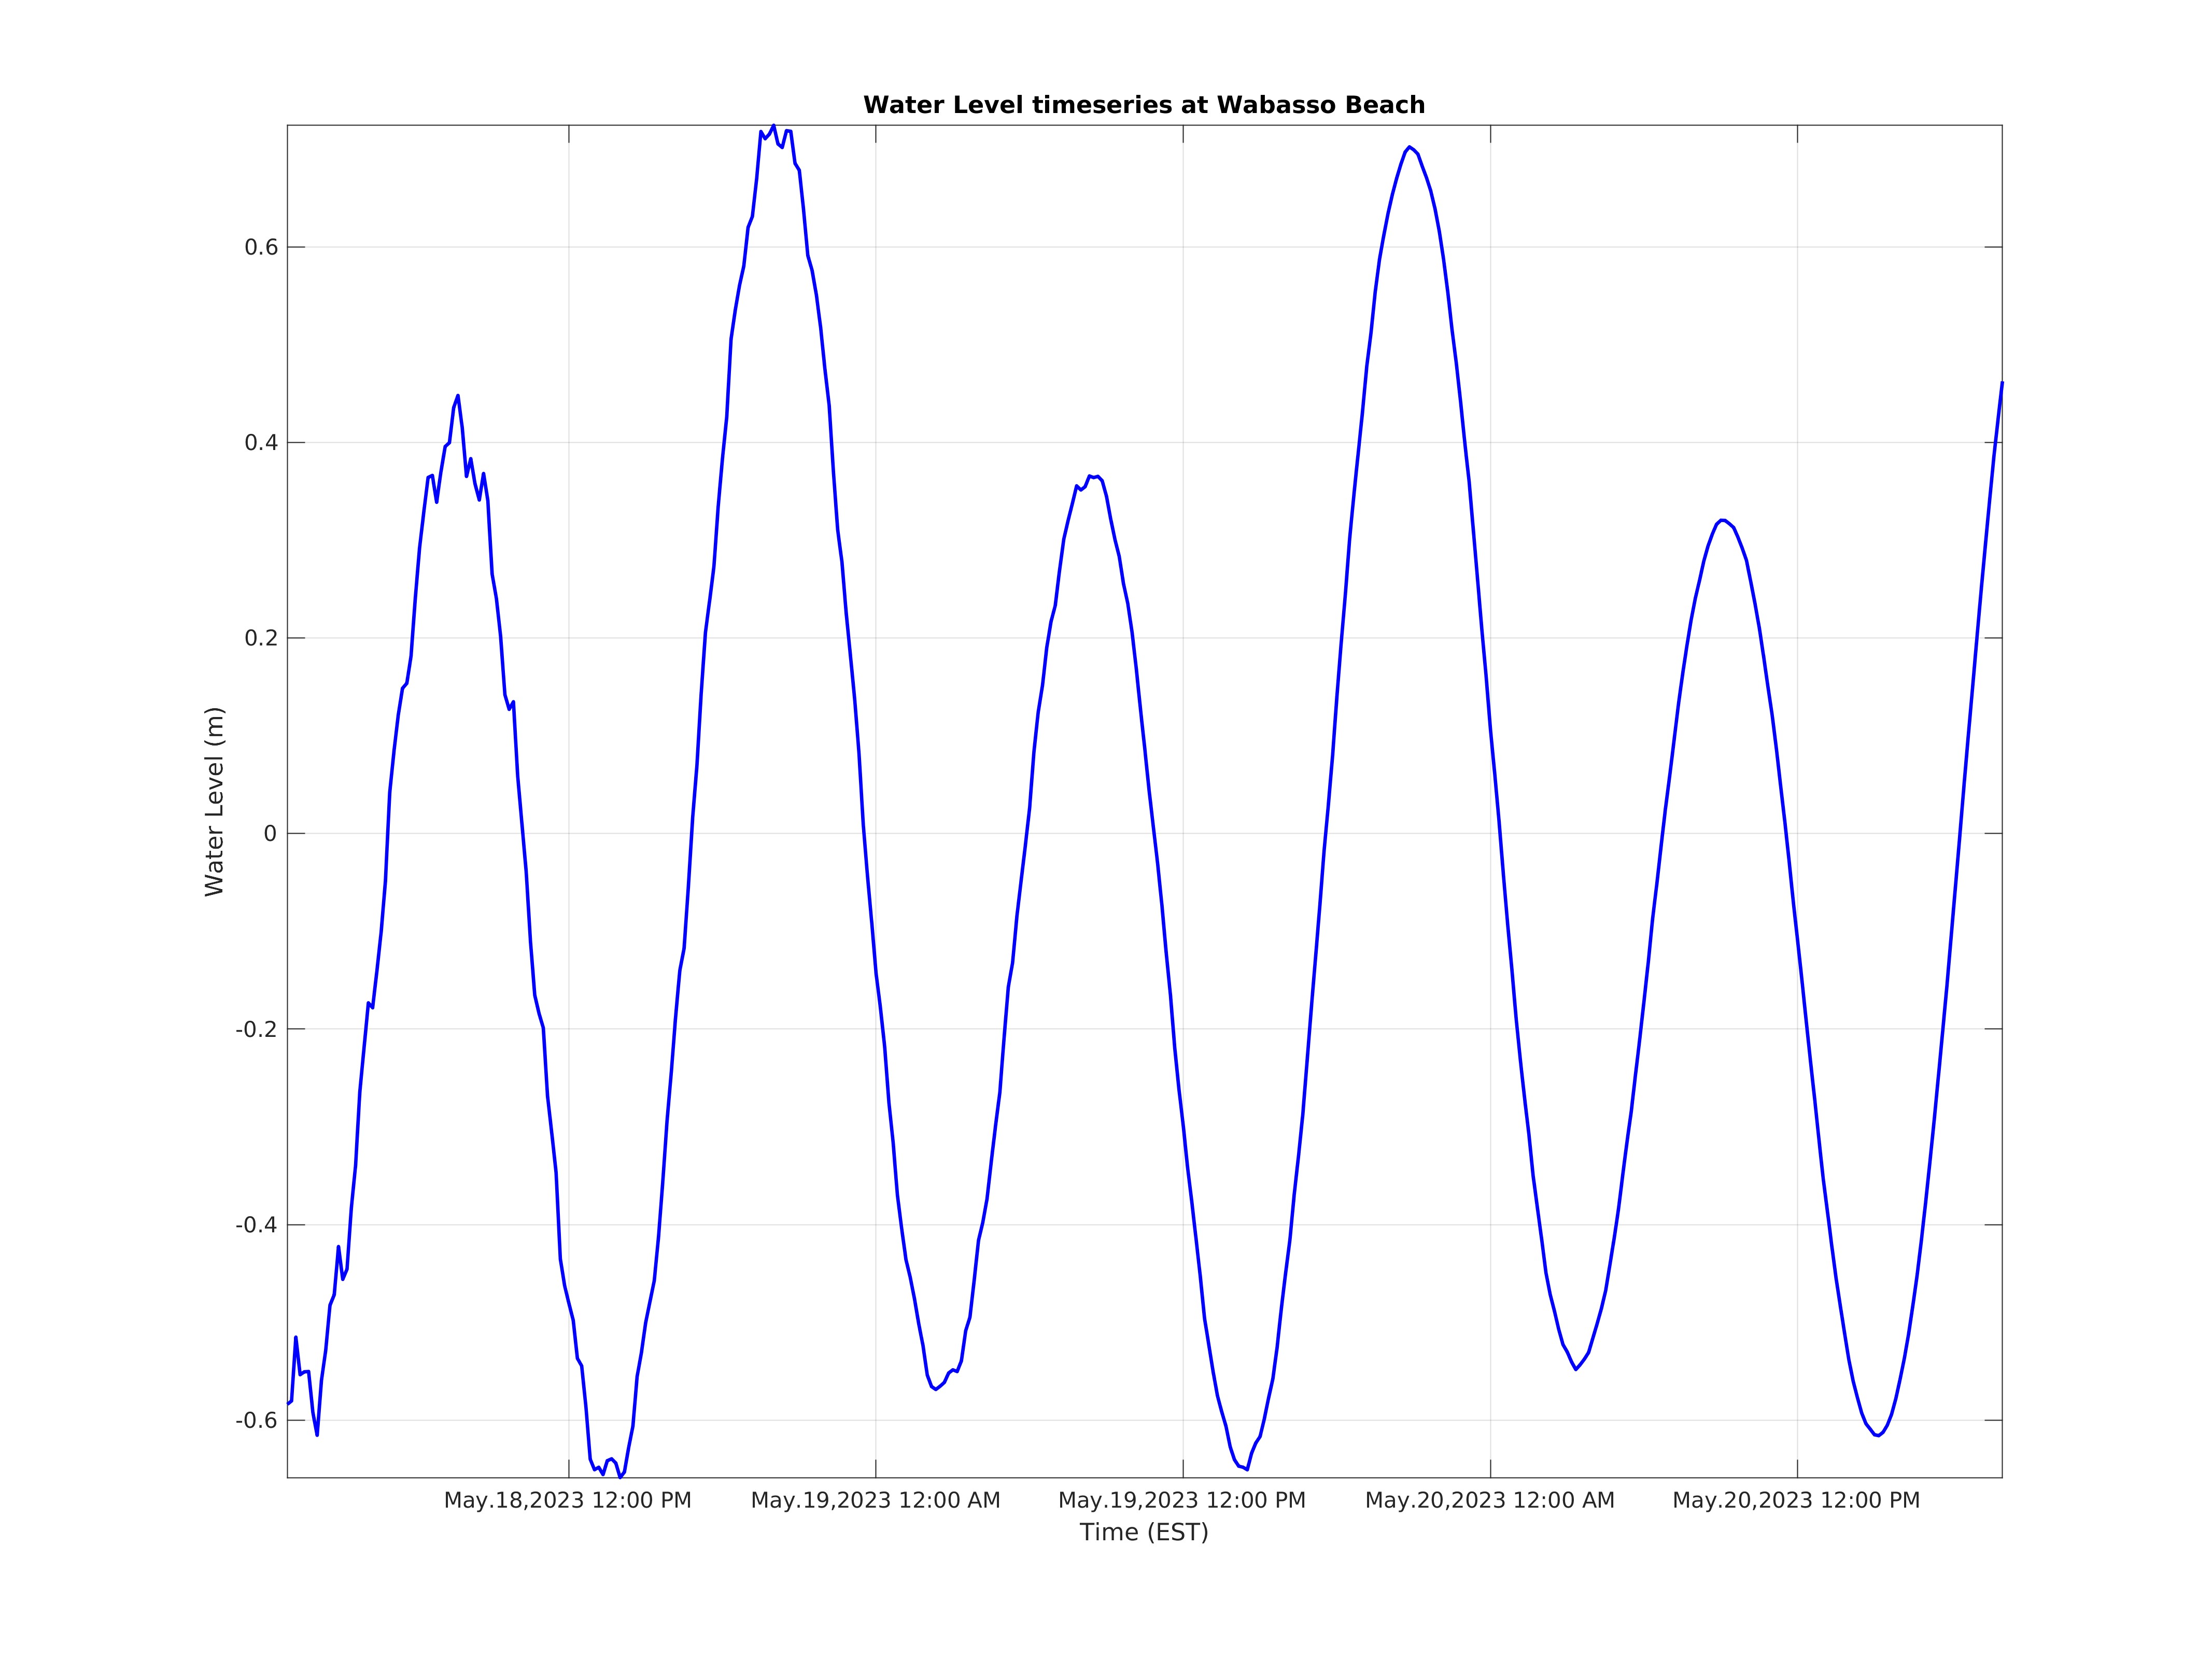 Water Level timeseries at Wabasso Beach
0.6
0.4
0.2
0
-0.2
-0.4
-0.6
Water Level (m)
May.18,2023 12:00 PM
May.19,2023 12:00 AM
May.19,2023 12:00 PM
May.20,2023 12:00 AM
May.20,2023 12:00 PM
Time (EST)